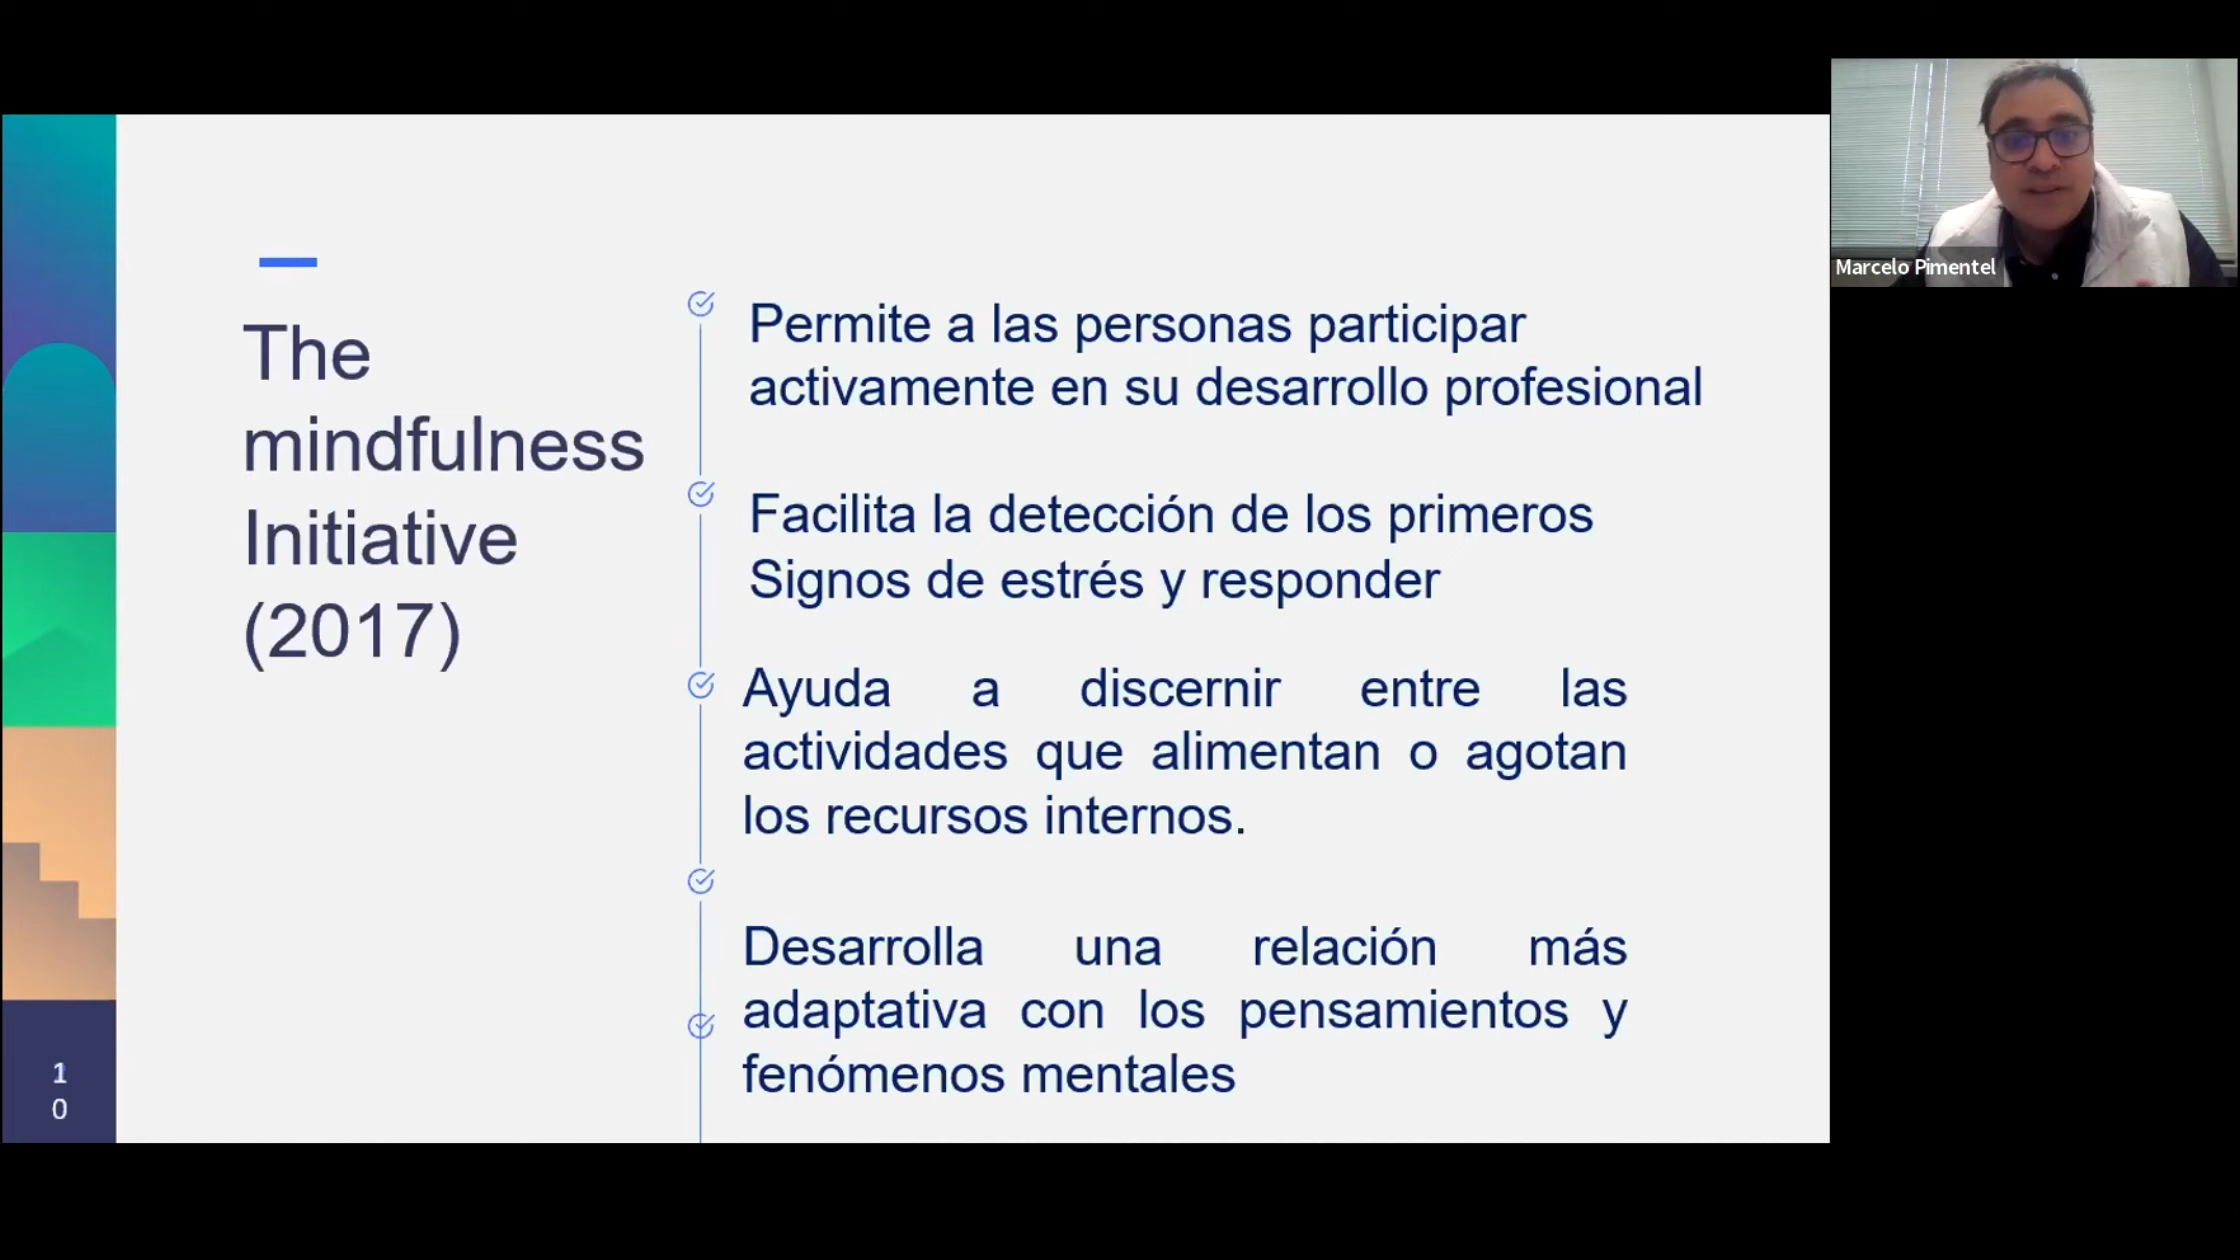 The
mindfulness
Initiative
(2017)
Permite a las personas participar
activamente en su desarrollo profesional
Facilita la detección de los primeros
Signos de estrés y responder
Ayuda a discernir entre las
actividades que alimentan o agotan
los recursos internos.
Desarrolla una relación más
adaptativa con los pensamientos y
fenómenos mentales
1
0
Marcelo Pimentel